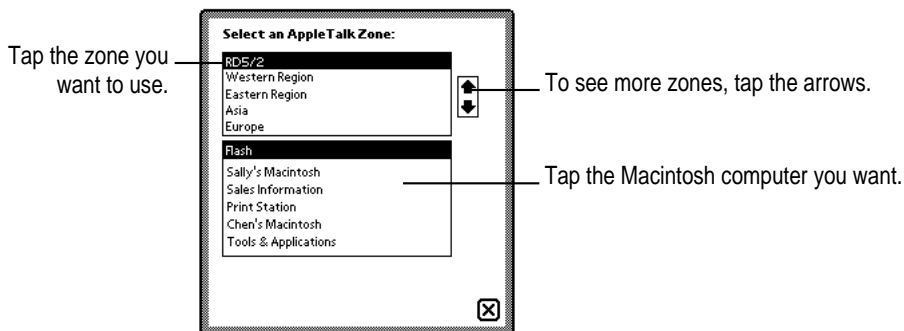 Select an AppleTalk Zone:
Tap the zone you
want to use.
RD5/2
Western Region
Eastern Region
Asia
Europe
To see more zones, tap the arrows.
Flash
Sally's Macintosh
Sales Information
Print Station
Chen's Macintosh
Tools & Applications
Tap the Macintosh computer you want.